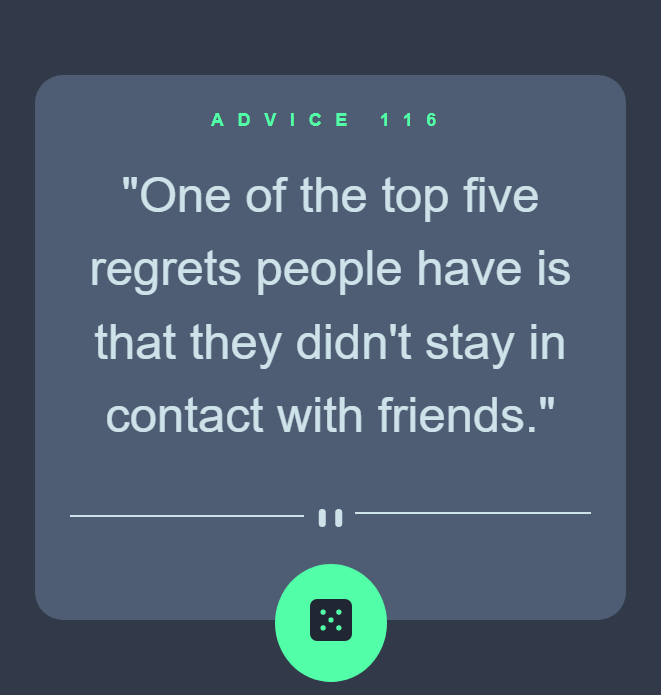 ADVICE 116
"One of the top five
regrets people have is
that they didn't stay in
contact with friends."